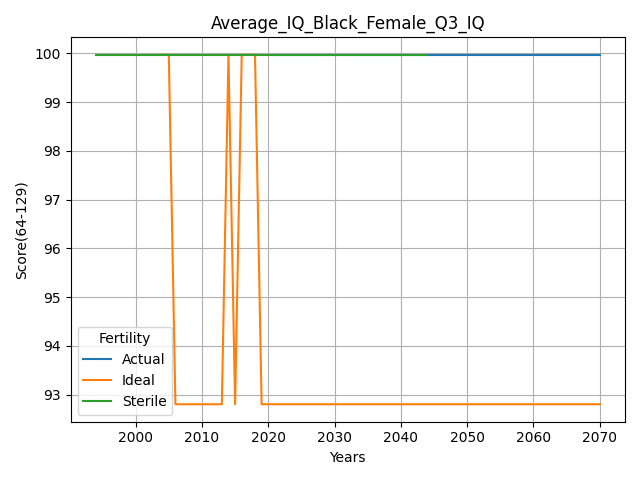 Average_IQ_Black_Female_Q3_IQ
Score(64-129)
100
99
98
97
96
95
94
93
Fertility
Actual
Ideal
Sterile
2000 2010 2020 2030 2040 2050 2060 2070
Years